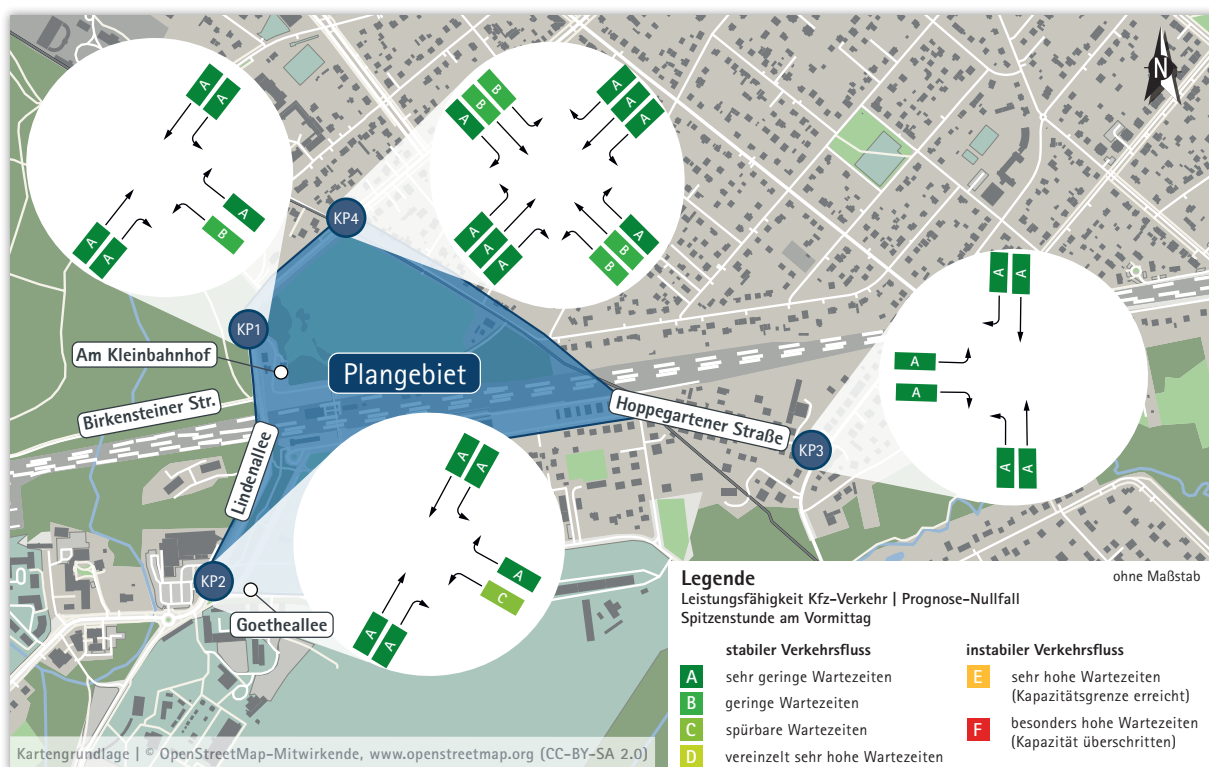 N
A
A
A
B
A
A
B
B
A
A
A
A
A
A
A
A
B
B
KP4
KP1
Am Kleinbahnhof
Plangebiet
Birkensteiner Str.
Lindenallee
Hoppegartener Straße
KP3
A
A
A
A
A
A
KP2
Goetheallee
A
A
A
C
A
A
Legende
ohne Maßstab
Leistungsfähigkeit Kfz-Verkehr | Prognose-Nullfall
Spitzenstunde am Vormittag
stabiler Verkehrsfluss
A sehr geringe Wartezeiten
B geringe Wartezeiten
C spürbare Wartezeiten
D vereinzelt sehr hohe Wartezeiten
instabiler Verkehrsfluss
E sehr hohe Wartezeiten
(Kapazitätsgrenze erreicht)
F besonders hohe Wartezeiten
(Kapazität überschritten)
Kartengrundlage | © OpenStreetMap-Mitwirkende, www.openstreetmap.org (CC-BY-SA 2.0)